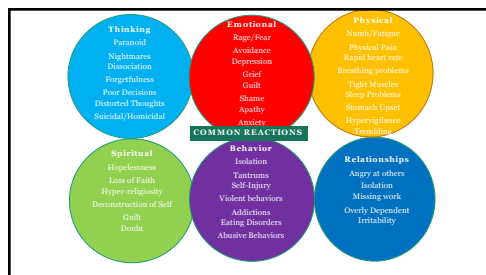 Thinking
Paranoid
Nightmares
Dissociation
Forgetfulness
Poor Decisions
Distorted Thoughts
Suicidal/Homicidal
Emotional
Rage/Fear
Avoidance
Depression
Grief
Guilt
Shame
Apathy
Anxiety
Physical
Numb/Fatigue
Physical Pain
Rapid heart rate
Breathing problems
Tight Muscles
Sleep Problems
Stomach Upset
Hypervigilance
Trembling
COMMON REACTIONS
Spiritual
Hopelessness
Loss of Faith
Hyper-religiosity
Deconstruction of Self
Guilt
Doubt
Behavior
Isolation
Tantrums
Self-Injury
Violent behaviors
Addictions
Eating Disorders
Abusive Behaviors
Relationships
Angry at others
Isolation
Missing work
Overly Dependent
Irritability